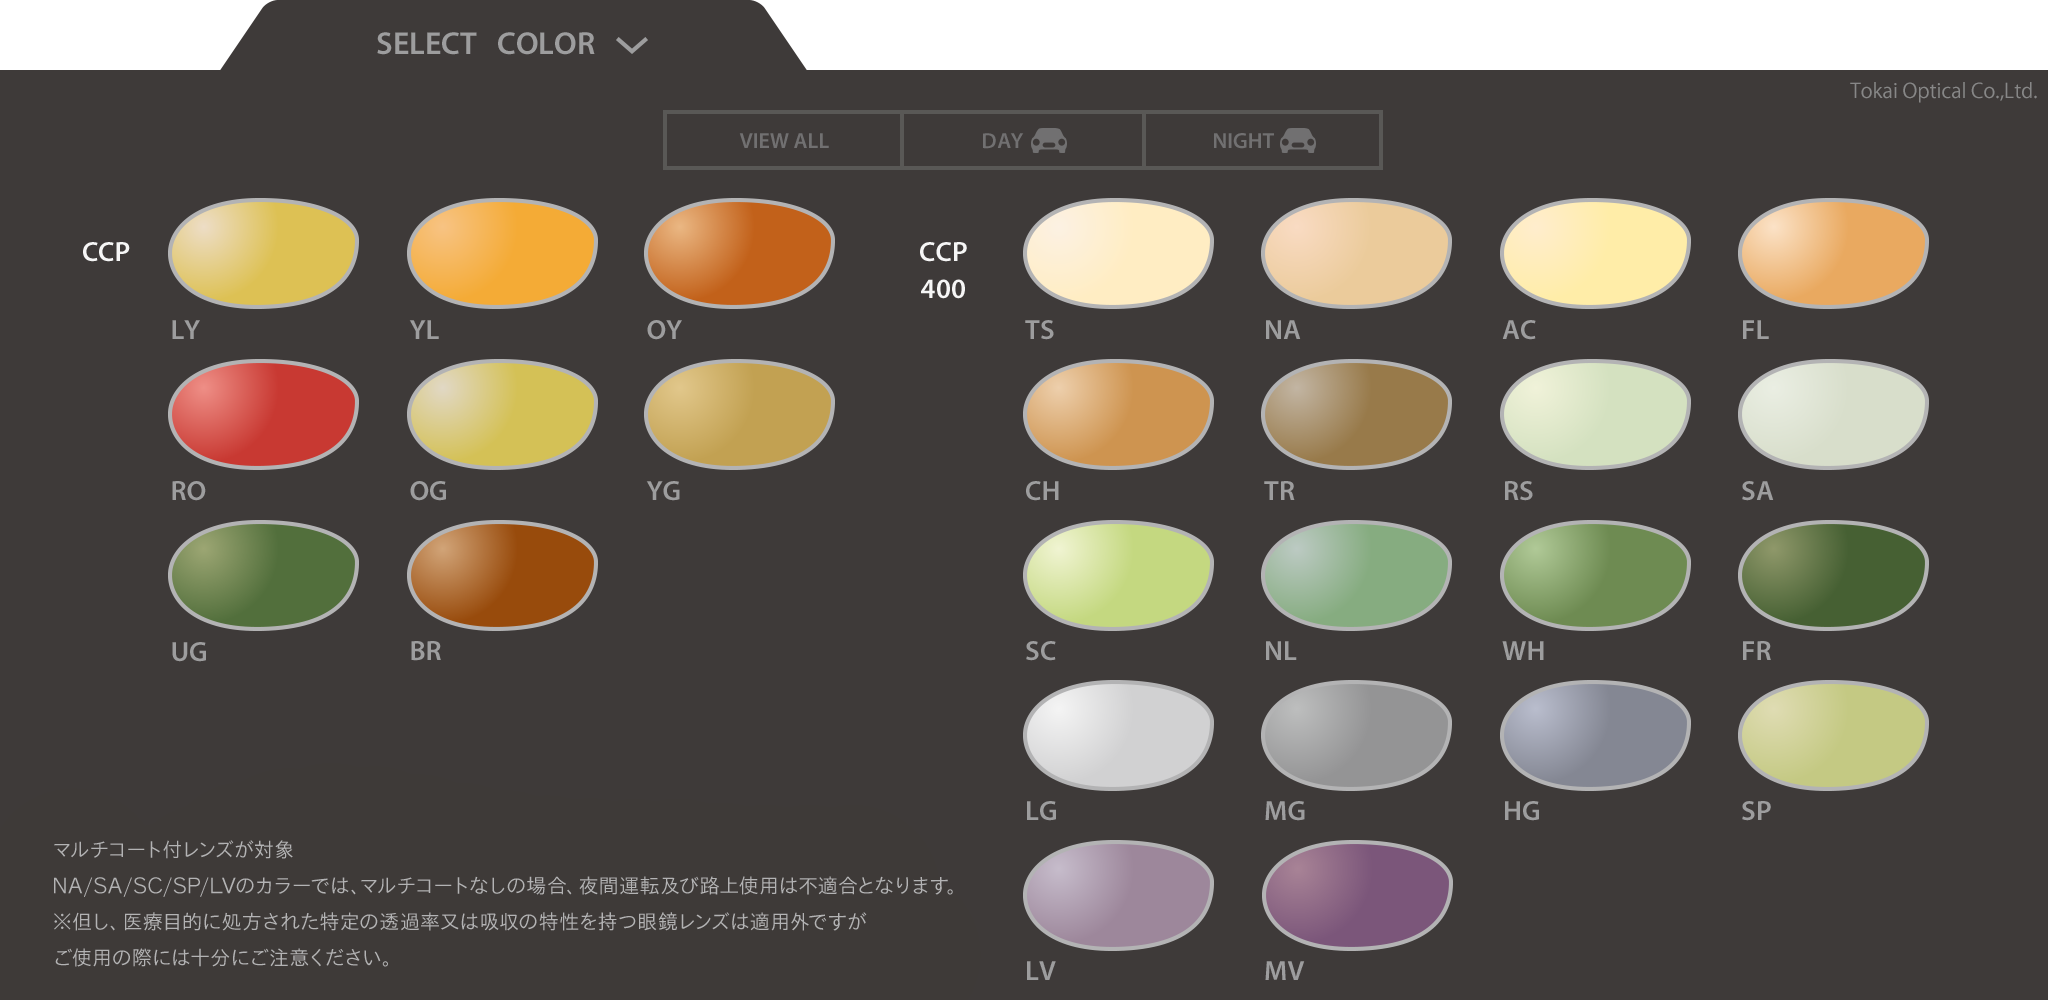 SELECT COLOR
Tokai Optical Co.,Ltd.
VIEW ALL DAY NIGHT
CCP
LY YL OY
RO OG YG
UG BR
CCP
400
TS NA AC FL
CH TR RS SA
SC NL WH FR
LG MG HG SP
LV MV
マルチコート付レンズが対象
NA/SA/SC/SP/LVのカラーでは、マルチコートなしの場合、夜間運転及び路上使用は不適合となります。
※但し、医療目的に処方された特定の透過率又は吸収の特性を持つ眼鏡レンズは適用外ですが
ご使用の際には十分にご注意ください。